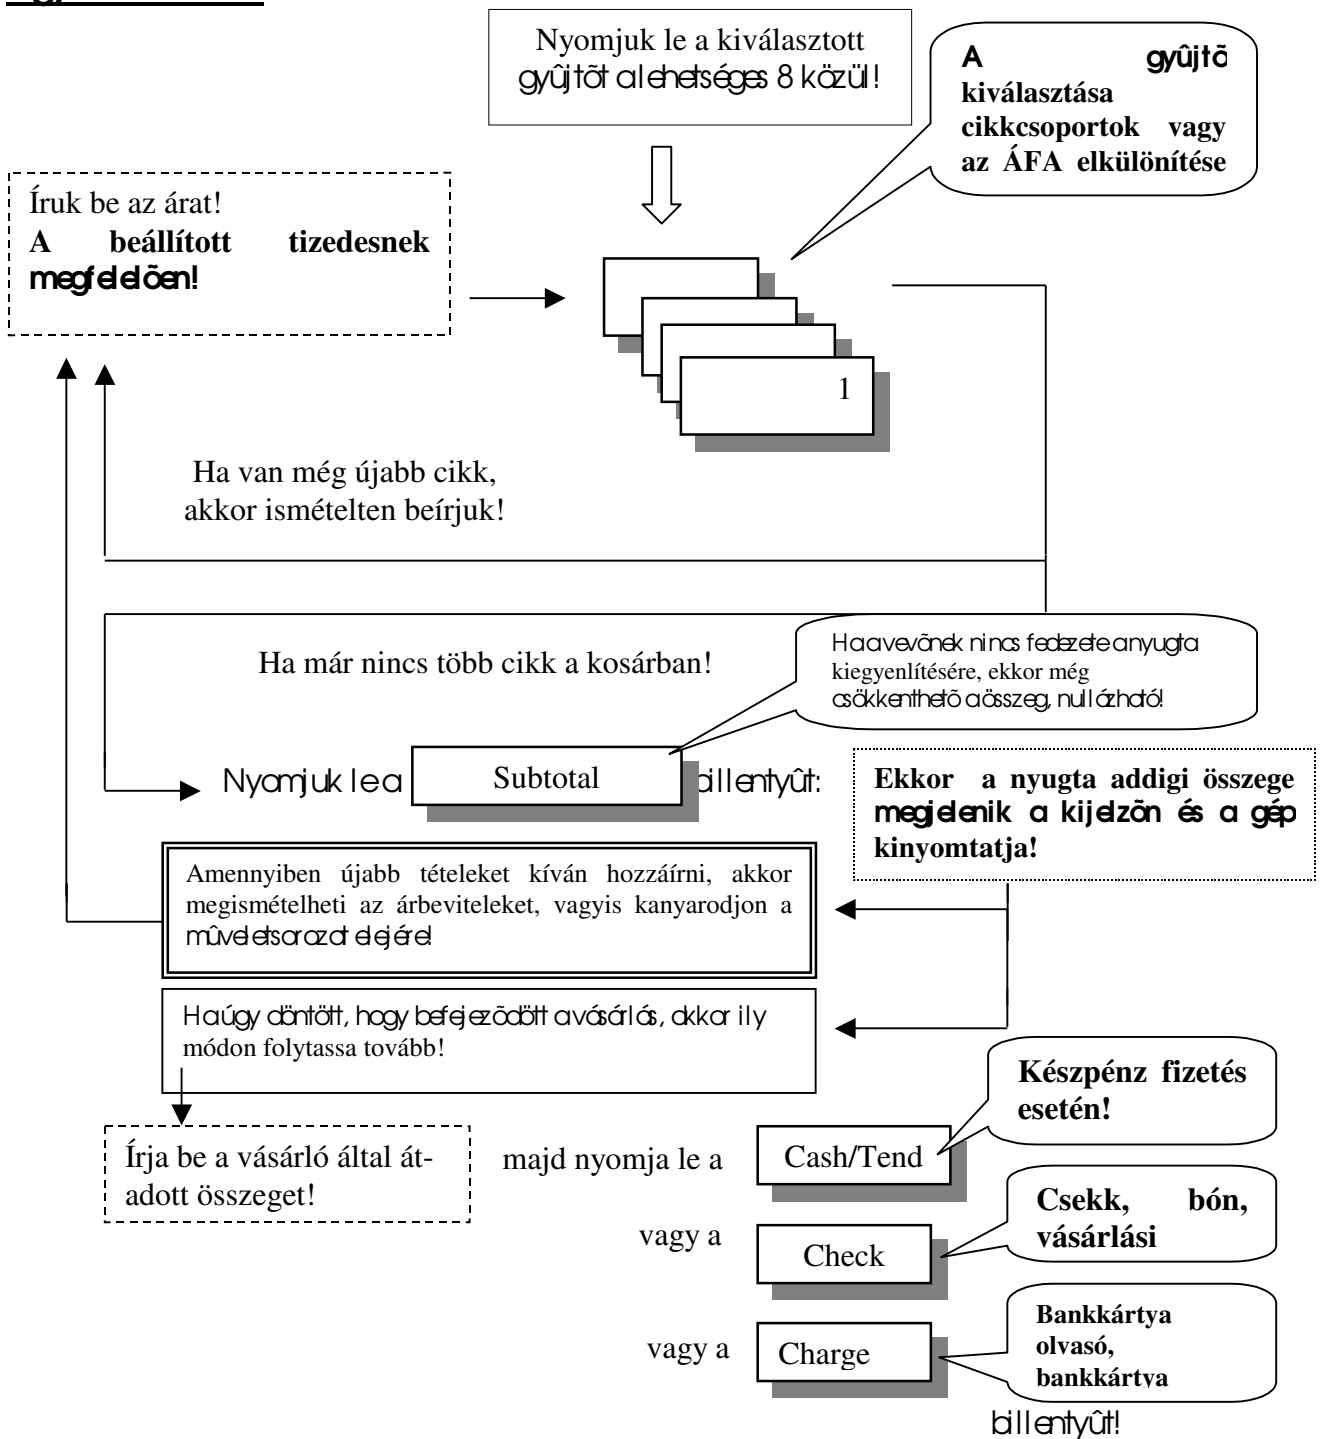 Nyomjuk le a kiválasztott
gyûjtõt a lehetséges 8 közül!
A gyûjtõ
kiválasztása
cikkcsoportok vagy
az ÁFA elkülönítése
Íruk be az árat!
A beállított tizedesnek
megfelelõen!
1
Ha van még újabb cikk,
akkor ismételten beírjuk!
Ha már nincs több cikk a kosárban!
Ha a vevõnek nincs fedezete a nyugta
kiegyenlítésére, ekkor még
csökkenthetõ a összeg, nullázható!
Nyomjuk le a Subtotal billentyût:
Ekkor a nyugta addigi összege
megjelenik a kijelzõn és a gép
kinyomtatja!
Amennyiben újabb tételeket kíván hozzáírni, akkor
megismételheti az árbeviteleket, vagyis kanyarodjon a
mûveletsorozat elejére!
Ha úgy döntött, hogy befejezõdött a vásárlás, akkor ily
módon folytassa tovább!
Írja be a vásárló által át-
adott összeget!
majd nyomja le a Cash/Tend
Készpénz fizetés
esetén!
vagy a Check
Csekk, bón,
vásárlási
vagy a Charge
Bankkártya
olvasó,
bankkártya
billentyût!